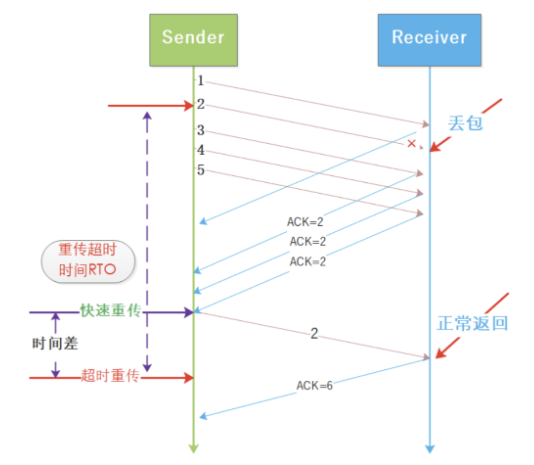 Sender
Receiver
1
2
3
4
5
×
丢包
ACK=2
ACK=2
ACK=2
重传超时
时间RTO
快速重传
时间差
超时重传
2
正常返回
ACK=6